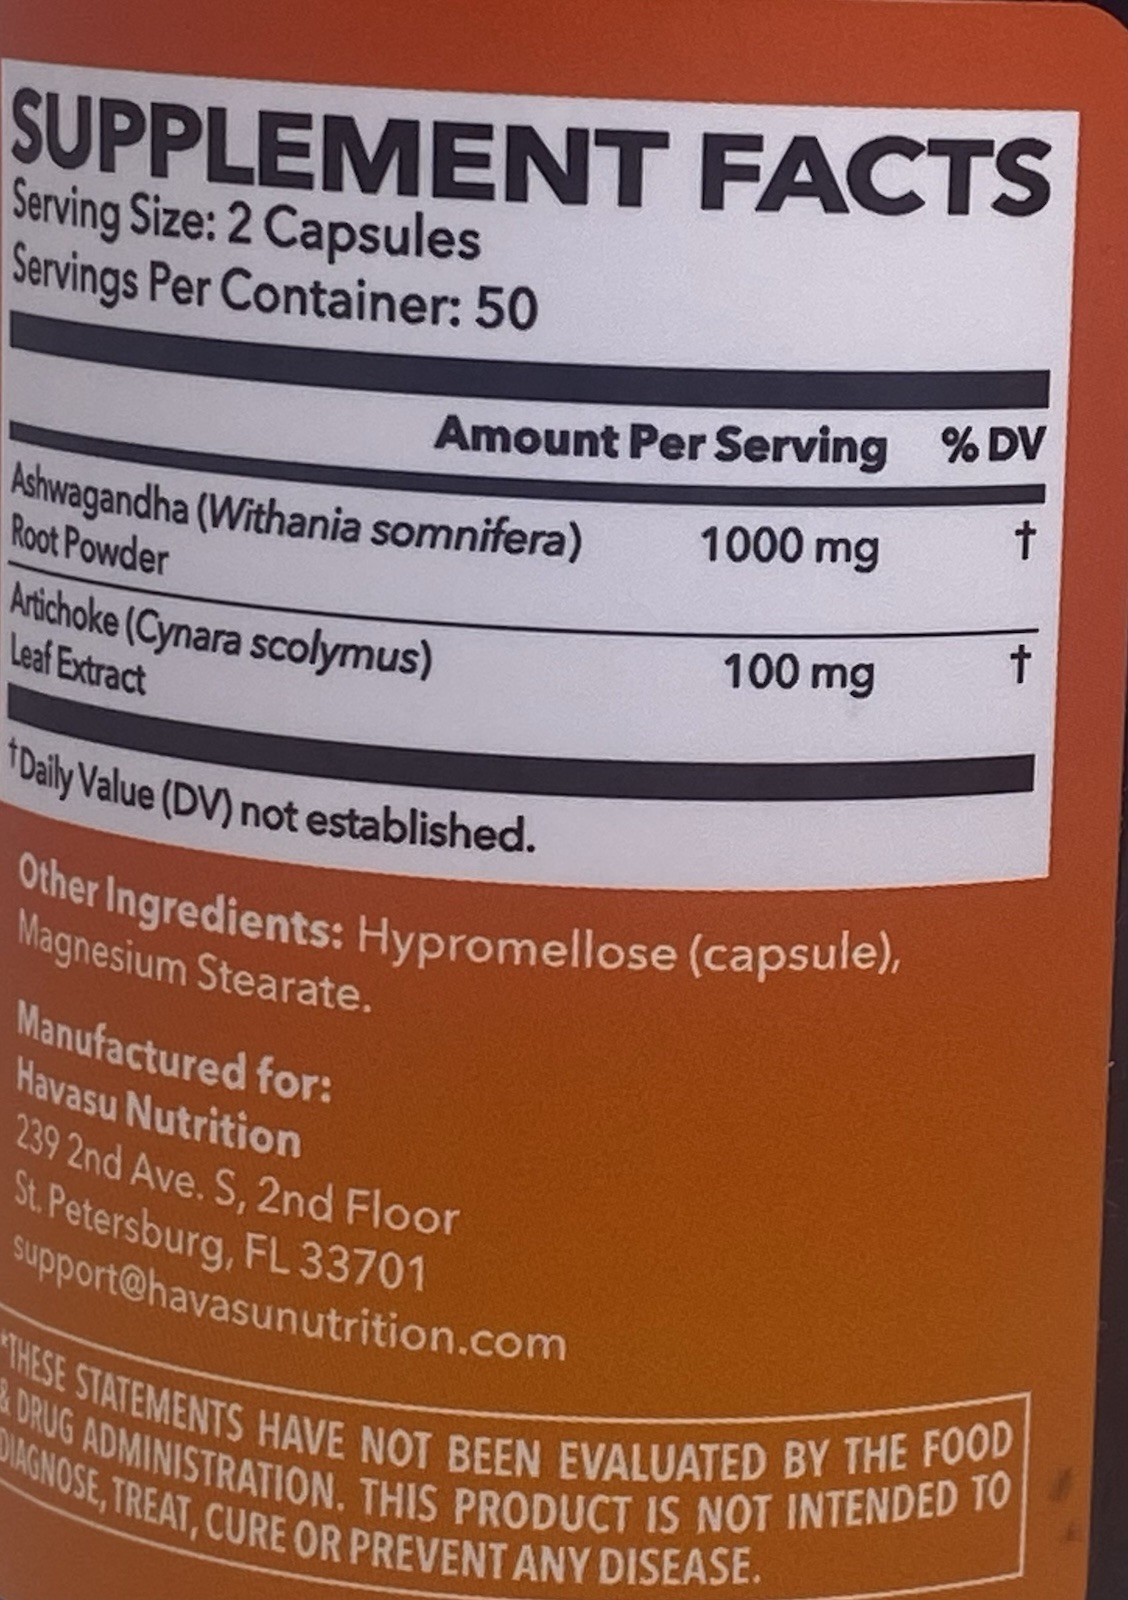 SUPPLEMENT FACTS
Serving Size: 2 Capsules
Servings Per Container: 50
Amount Per Serving % DV
Ashwagandha (Withania somnifera) 1000 mg †
Root Powder
Artichoke (Cynara scolymus) 100 mg †
Leaf Extract
†Daily Value (DV) not established.
Other Ingredients: Hypromellose (capsule),
Magnesium Stearate.
Manufactured for:
Havasu Nutrition
239 2nd Ave. S, 2nd Floor
St. Petersburg, FL 33701
support@havasunutrition.com
*THESE STATEMENTS HAVE NOT BEEN EVALUATED BY THE FOOD
& DRUG ADMINISTRATION. THIS PRODUCT IS NOT INTENDED TO
DIAGNOSE, TREAT, CURE OR PREVENT ANY DISEASE.